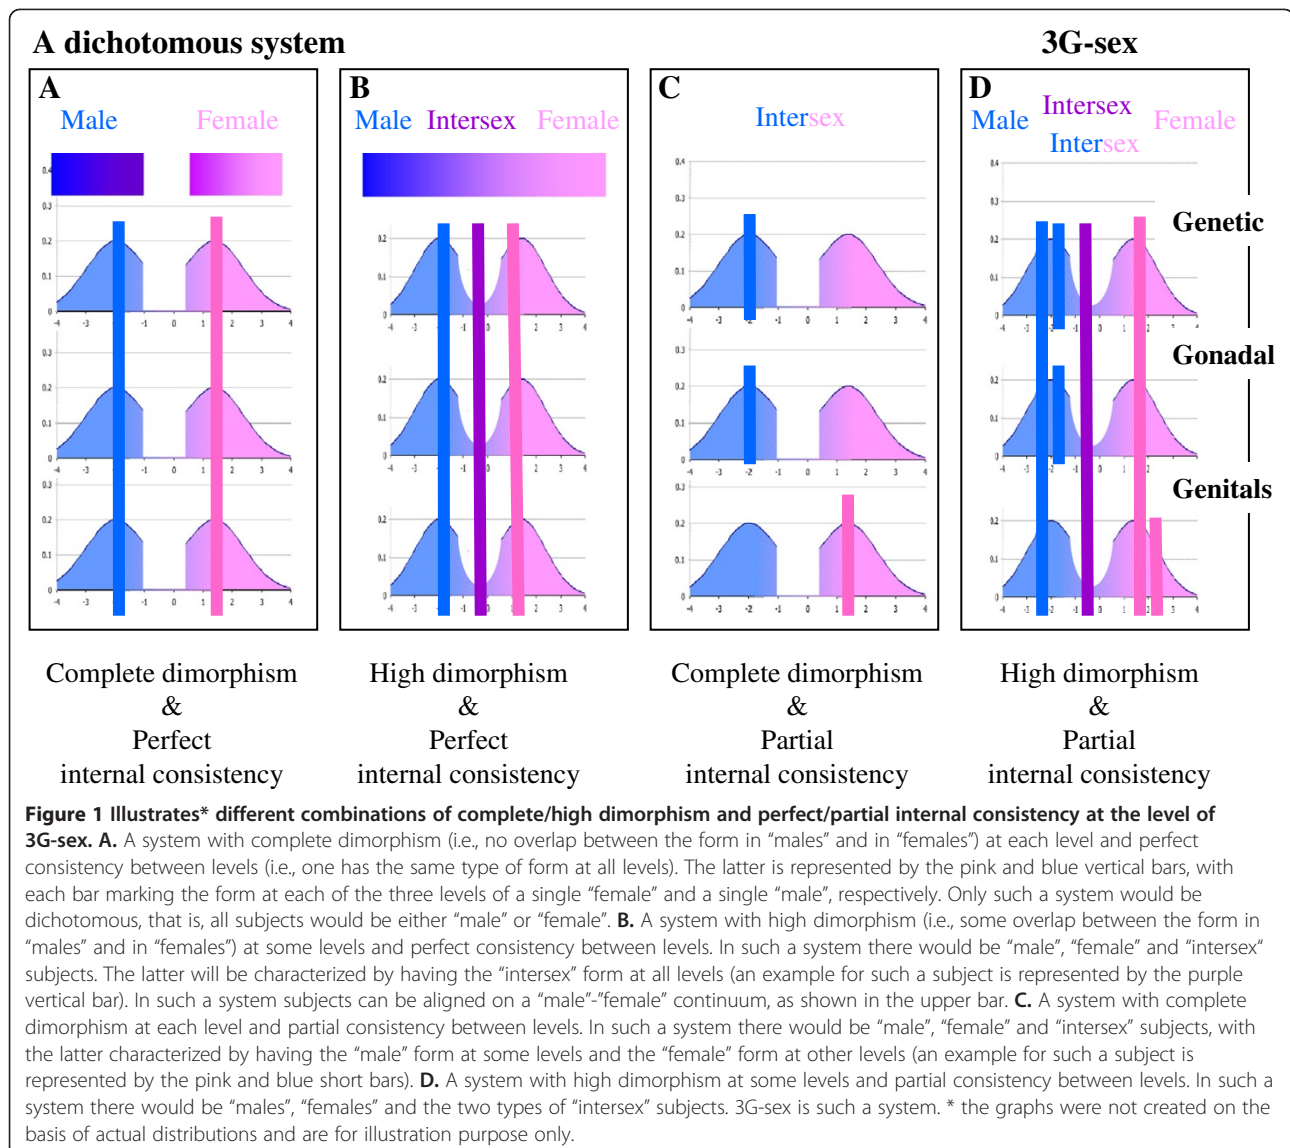 A dichotomous system
3G-sex
A
Male Female
B
Male Intersex Female
C
Intersex
D
Male Intersex Female
Intersex
Genetic
Gonadal
Genitals
Complete dimorphism
&
Perfect
internal consistency
High dimorphism
&
Perfect
internal consistency
Complete dimorphism
&
Partial
internal consistency
High dimorphism
&
Partial
internal consistency
Figure 1 Illustrates* different combinations of complete/high dimorphism and perfect/partial internal consistency at the level of
3G-sex. A. A system with complete dimorphism (i.e., no overlap between the form in "males" and in "females") at each level and perfect
consistency between levels (i.e., one has the same type of form at all levels). The latter is represented by the pink and blue vertical bars, with
each bar marking the form at each of the three levels of a single "female" and a single "male", respectively. Only such a system would be
dichotomous, that is, all subjects would be either "male" or "female". B. A system with high dimorphism (i.e., some overlap between the form in
"males" and in "females") at some levels and perfect consistency between levels. In such a system there would be "male", "female" and "intersex"
subjects. The latter will be characterized by having the "intersex" form at all levels (an example for such a subject is represented by the purple
vertical bar). In such a system subjects can be aligned on a "male"-"female" continuum, as shown in the upper bar. C. A system with complete
dimorphism at each level and partial consistency between levels. In such a system there would be "male", "female" and "intersex" subjects, with
the latter characterized by having the "male" form at some levels and the "female" form at other levels (an example for such a subject is
represented by the pink and blue short bars). D. A system with high dimorphism at some levels and partial consistency between levels. In such a
system there would be "males", "females" and the two types of "intersex" subjects. 3G-sex is such a system. * the graphs were not created on the
basis of actual distributions and are for illustration purpose only.